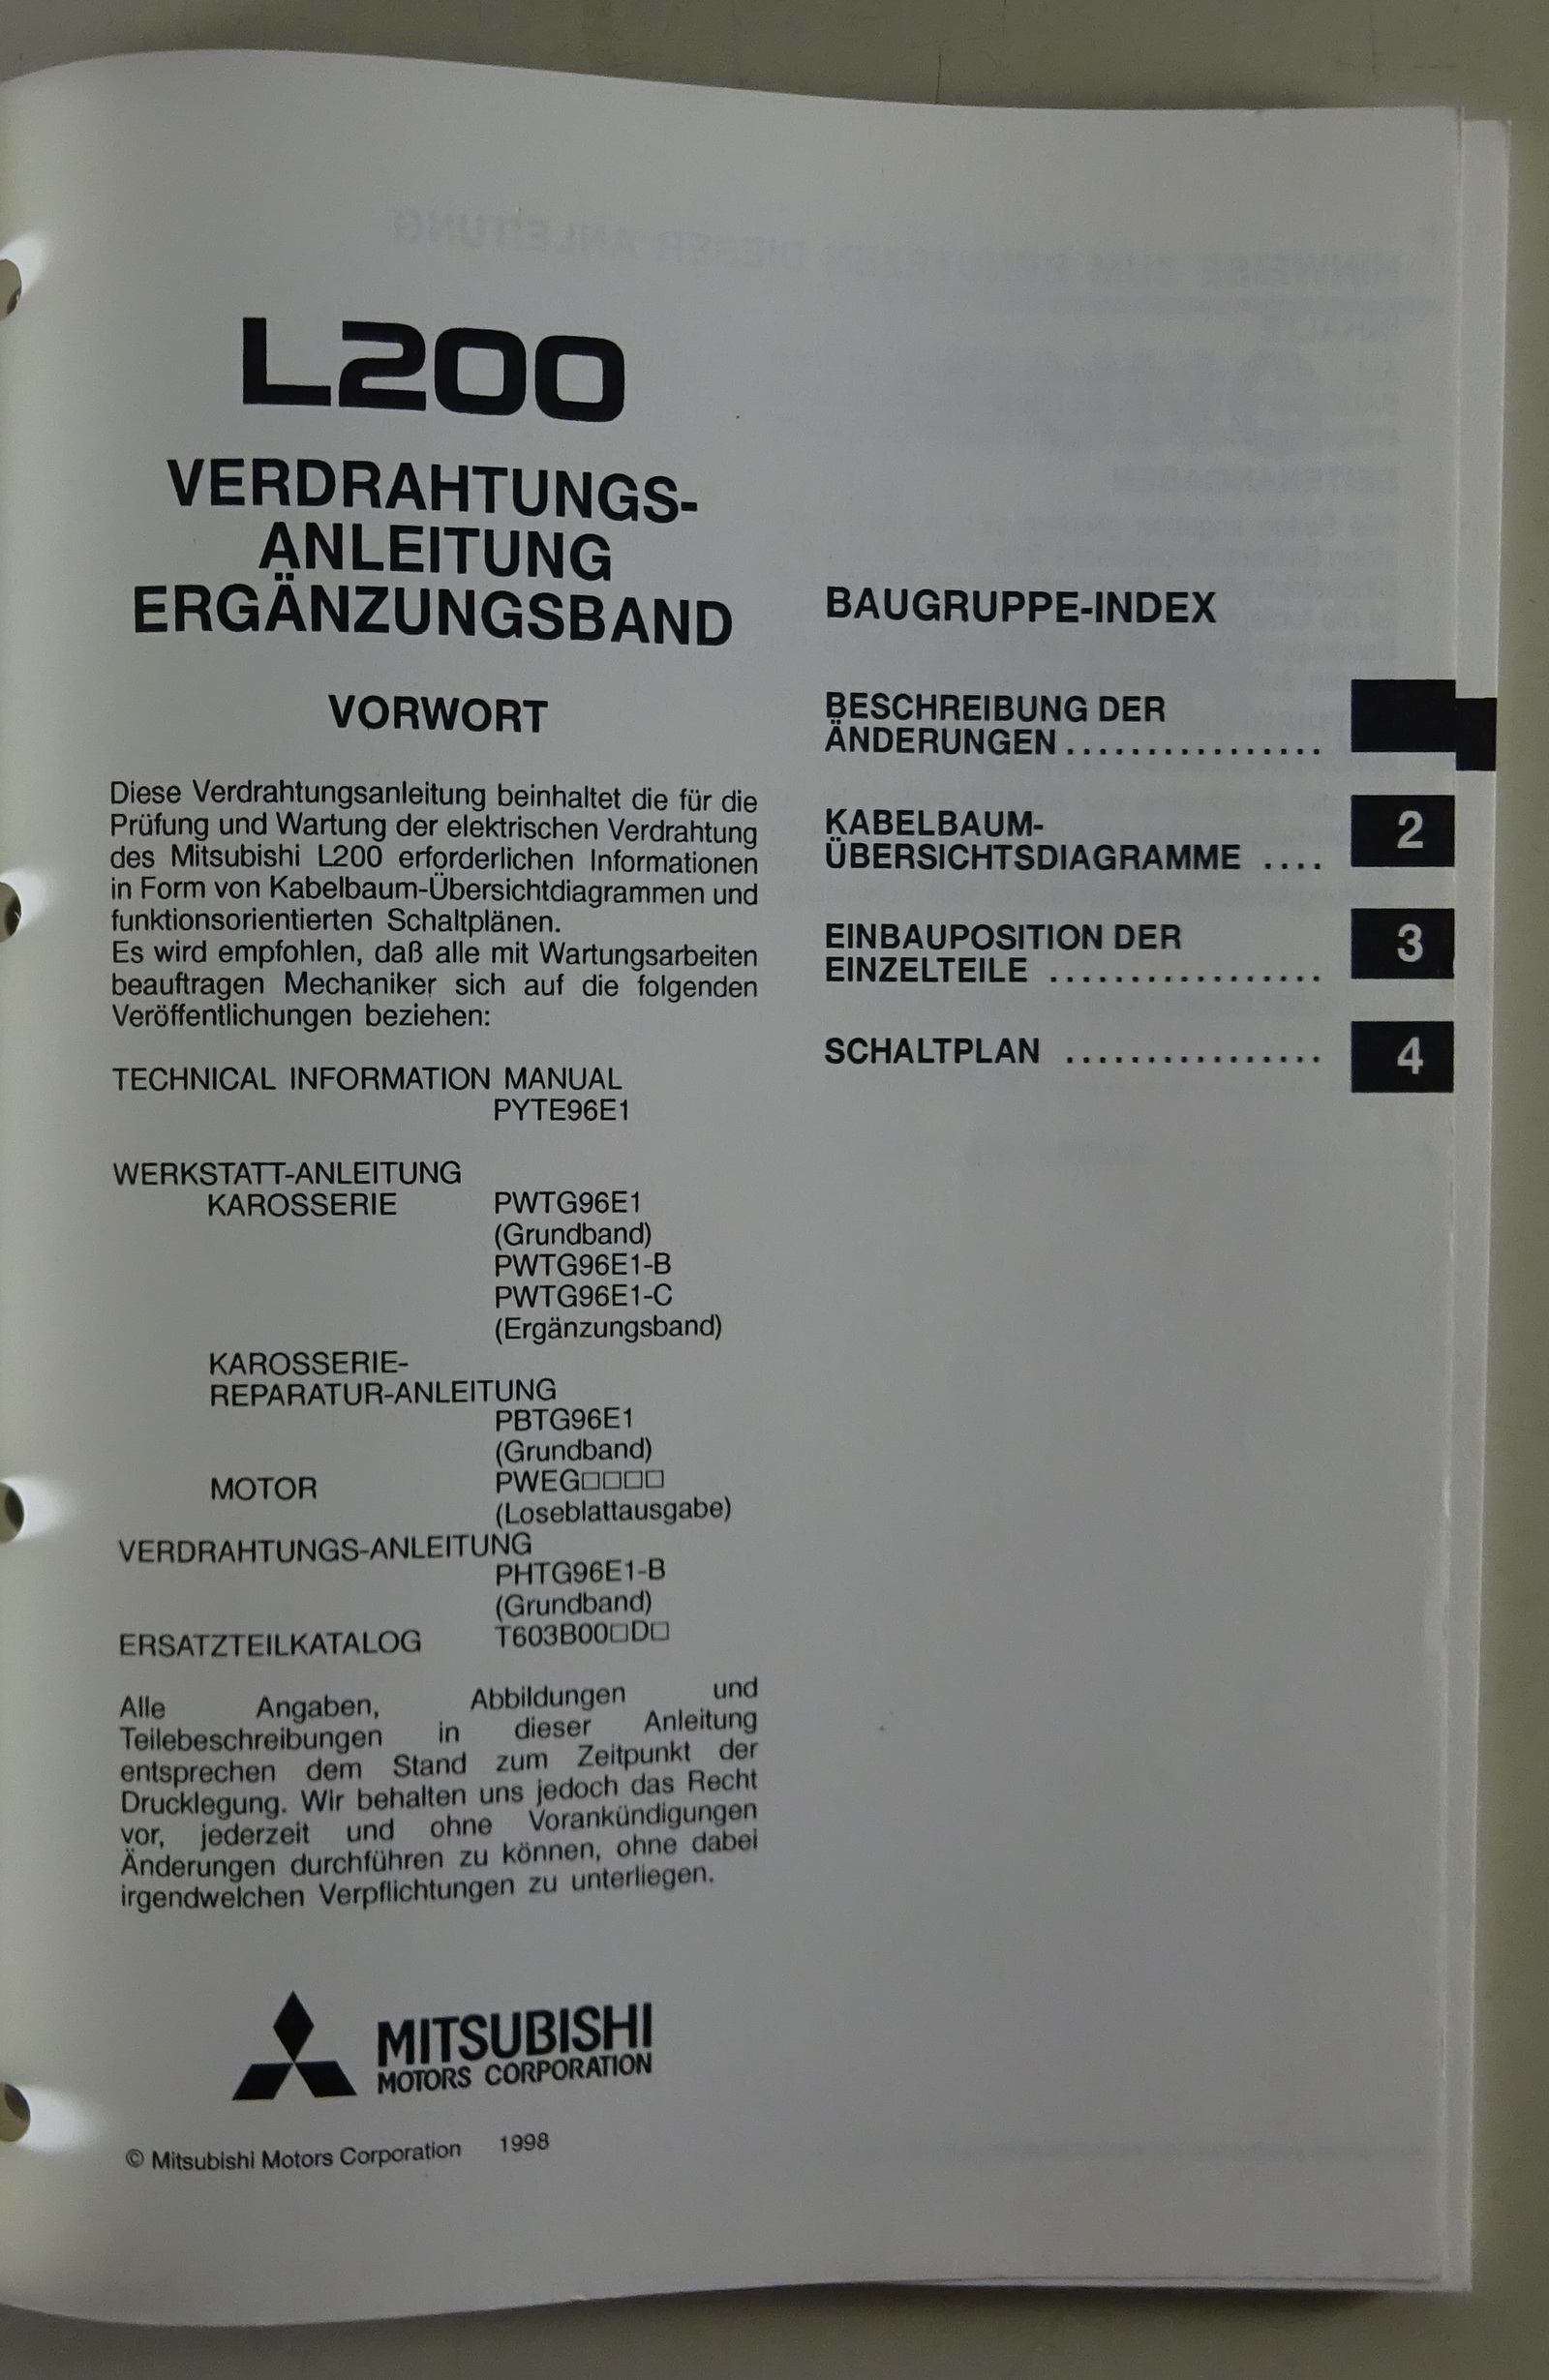 L200
VERDRAHTUNGS-
ANLEITUNG
ERGÄNZUNGSBAND
VORWORT
Diese Verdrahtungsanleitung beinhaltet die für die
Prüfung und Wartung der elektrischen Verdrahtung
des Mitsubishi L200 erforderlichen Informationen
in Form von Kabelbaum-Übersichtdiagrammen und
funktionsorientierten Schaltplänen.
Es wird empfohlen, daß alle mit Wartungsarbeiten
beauftragen Mechaniker sich auf die folgenden
Veröffentlichungen beziehen:
TECHNICAL INFORMATION MANUAL
PYTE96E1
WERKSTATT-ANLEITUNG
KAROSSERIE PWTG96E1
(Grundband)
PWTG96E1-B
PWTG96E1-C
(Ergänzungsband)
KAROSSERIE-
REPARATUR-ANLEITUNG
PBTG96E1
(Grundband)
MOTOR PWEG□□□□
(Loseblattausgabe)
VERDRAHTUNGS-ANLEITUNG
PHTG96E1-B
(Grundband)
ERSATZTEILKATALOG T603B00□D□
Alle Angaben, Abbildungen und
Teilebeschreibungen in dieser Anleitung
entsprechen dem Stand zum Zeitpunkt der
Drucklegung. Wir behalten uns jedoch das Recht
vor, jederzeit und ohne Vorankündigungen
Änderungen durchführen zu können, ohne dabei
irgendwelchen Verpflichtungen zu unterliegen.
MITSUBISHI
MOTORS CORPORATION
© Mitsubishi Motors Corporation 1998
BAUGRUPPE-INDEX
BESCHREIBUNG DER
ÄNDERUNGEN ................
KABELBAUM-
ÜBERSICHTSDIAGRAMME .... 2
EINBAUPOSITION DER
EINZELTEILE ................. 3
SCHALTPLAN ................ 4